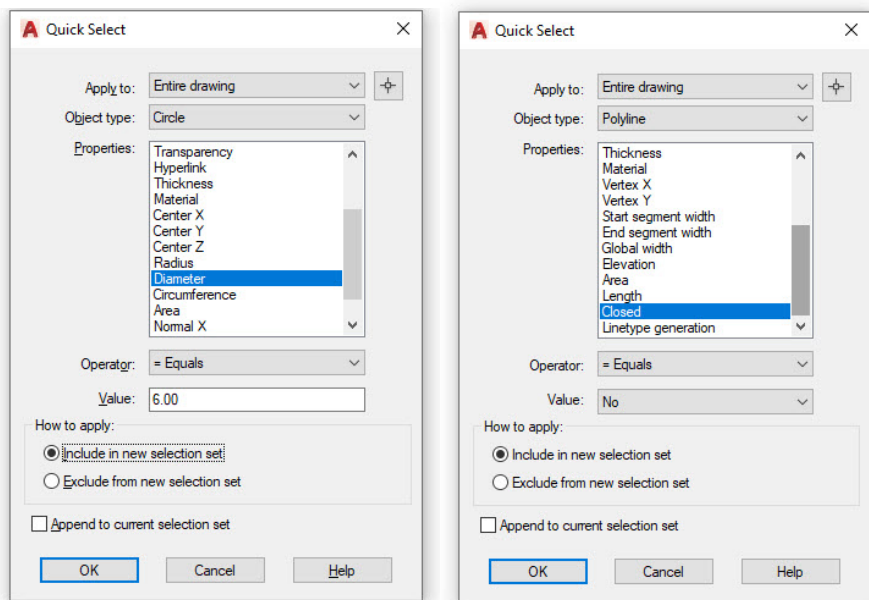 Quick Select
Apply to:
Entire drawing
Object type:
Circle
Properties:
Transparency
Hyperlink
Thickness
Material
Center X
Center Y
Center Z
Radius
Diameter
Circumference
Area
Normal X
Operator:
= Equals
Value:
6.00
How to apply:
Include in new selection set
Exclude from new selection set
Append to current selection set
OK
Cancel
Help
Quick Select
Apply to:
Entire drawing
Object type:
Polyline
Properties:
Thickness
Material
Vertex X
Vertex Y
Start segment width
End segment width
Global width
Elevation
Area
Length
Closed
Linetype generation
Operator:
= Equals
Value:
No
How to apply:
Include in new selection set
Exclude from new selection set
Append to current selection set
OK
Cancel
Help